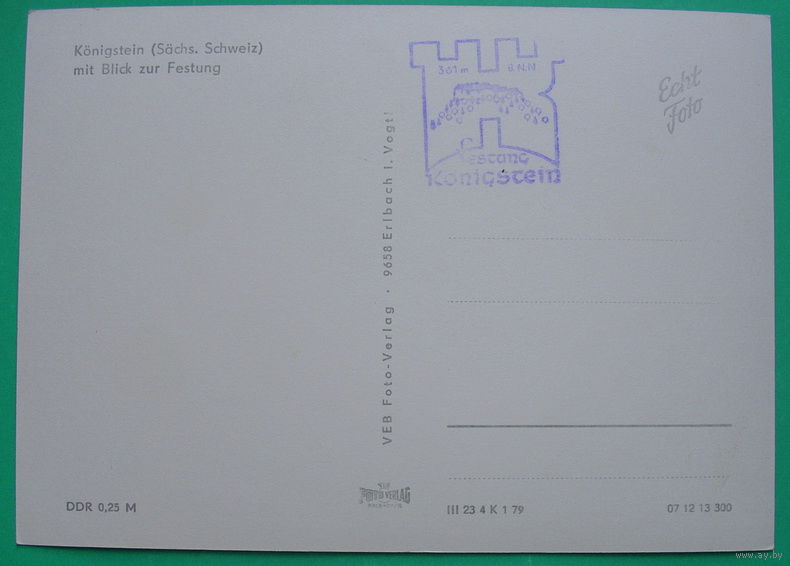 Königstein (Sächs. Schweiz)
mit Blick zur Festung
361 m ü. N.N
Festung
Königstein
Echt
Foto
VEB Foto-Verlag · 9658 Erlbach i. Vogtl
FOTO VERLAG
DDR 0,25 M
III 23 4 K 1 79
07 12 13 300
www.ay.by